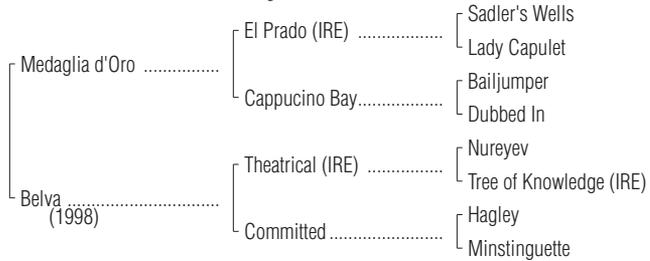 Sadler's Wells
El Prado (IRE) ..................
Lady Capulet
Medaglia d'Oro ................
Bailjumper
Cappucino Bay..................
Dubbed In
Nureyev
Theatrical (IRE) ................
Tree of Knowledge (IRE)
Belva ................................
(1998)
Hagley
Committed ........................
Minstinguette